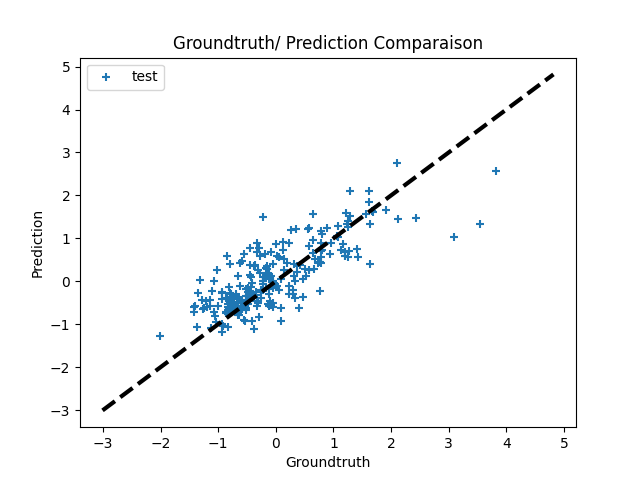 Groundtruth/ Prediction Comparaison
test
5
4
3
2
1
0
−1
−2
−3
Prediction
−3 −2 −1 0 1 2 3 4 5
Groundtruth